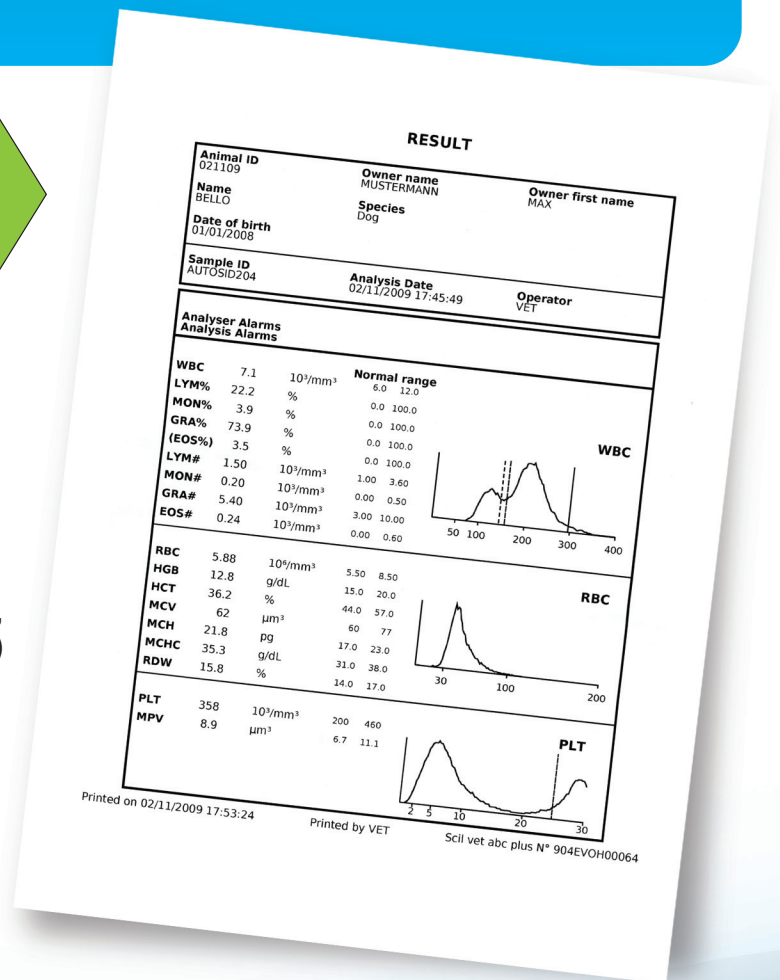 RESULT
Animal ID Owner name Owner first name
021109 MUSTERMANN MAX
Name Species
BELLO Dog
Date of birth
01/01/2008
Sample ID Analysis Date Operator
AUTOSID204 02/11/2009 17:45:49 VET
Analyser Alarms
Analysis Alarms
Normal range
WBC 7.1 10³/mm³ 6.0 12.0
LYM% 22.2 % 0.0 100.0
MON% 3.9 % 0.0 100.0
GRA% 73.9 % 0.0 100.0
(EOS%) 3.5 % 0.0 100.0
LYM# 1.50 10³/mm³ 1.00 3.60
MON# 0.20 10³/mm³ 0.00 0.50
GRA# 5.40 10³/mm³ 3.00 10.00
EOS# 0.24 10³/mm³ 0.00 0.60
WBC
50 100 200 300 400
RBC 5.88 10⁶/mm³ 5.50 8.50
HGB 12.8 g/dL 15.0 20.0
HCT 36.2 % 44.0 57.0
MCV 62 µm³ 60 77
MCH 21.8 pg 17.0 23.0
MCHC 35.3 g/dL 31.0 38.0
RDW 15.8 % 14.0 17.0
RBC
30 100 200
PLT 358 10³/mm³ 200 460
MPV 8.9 µm³ 6.7 11.1
PLT
2 5 10 20 30
Printed on 02/11/2009 17:53:24 Printed by VET Scil vet abc plus N° 904EVOH00064